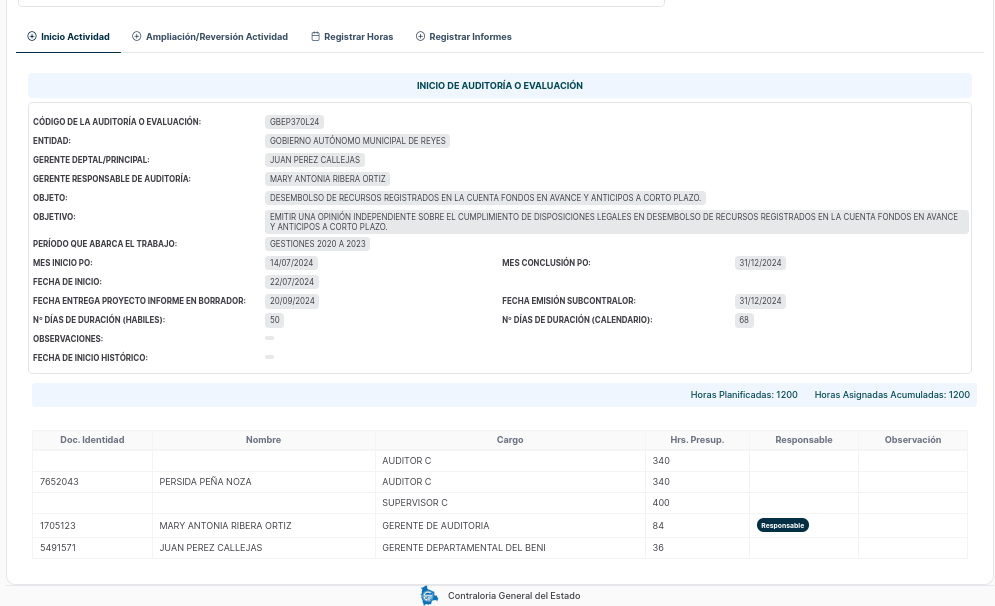 Inicio Actividad Ampliación/Reversión Actividad Registrar Horas Registrar Informes
INICIO DE AUDITORÍA O EVALUACIÓN
CÓDIGO DE LA AUDITORÍA O EVALUACIÓN: GBEP370L24
ENTIDAD: GOBIERNO AUTÓNOMO MUNICIPAL DE REYES
GERENTE DEPTAL/PRINCIPAL: JUAN PEREZ CALLEJAS
GERENTE RESPONSABLE DE AUDITORÍA: MARY ANTONIA RIBERA ORTIZ
OBJETO: DESEMBOLSO DE RECURSOS REGISTRADOS EN LA CUENTA FONDOS EN AVANCE Y ANTICIPOS A CORTO PLAZO.
OBJETIVO: EMITIR UNA OPINIÓN INDEPENDIENTE SOBRE EL CUMPLIMIENTO DE DISPOSICIONES LEGALES EN DESEMBOLSO DE RECURSOS REGISTRADOS EN LA CUENTA FONDOS EN AVANCE
Y ANTICIPOS A CORTO PLAZO.
PERÍODO QUE ABARCA EL TRABAJO: GESTIONES 2020 A 2023
MES INICIO PO: 14/07/2024 MES CONCLUSIÓN PO: 31/12/2024
FECHA DE INICIO: 22/07/2024
FECHA ENTREGA PROYECTO INFORME EN BORRADOR: 20/09/2024 FECHA EMISIÓN SUBCONTRALOR: 31/12/2024
Nº DÍAS DE DURACIÓN (HABILES): 50 Nº DÍAS DE DURACIÓN (CALENDARIO): 68
OBSERVACIONES:
FECHA DE INICIO HISTÓRICO:
Horas Planificadas: 1200 Horas Asignadas Acumuladas: 1200
Doc. Identidad Nombre Cargo Hrs. Presup. Responsable Observación
AUDITOR C 340
7652043 PERSIDA PEÑA NOZA AUDITOR C 340
SUPERVISOR C 400
1705123 MARY ANTONIA RIBERA ORTIZ GERENTE DE AUDITORIA 84 Responsable
5491571 JUAN PEREZ CALLEJAS GERENTE DEPARTAMENTAL DEL BENI 36
Contraloria General del Estado